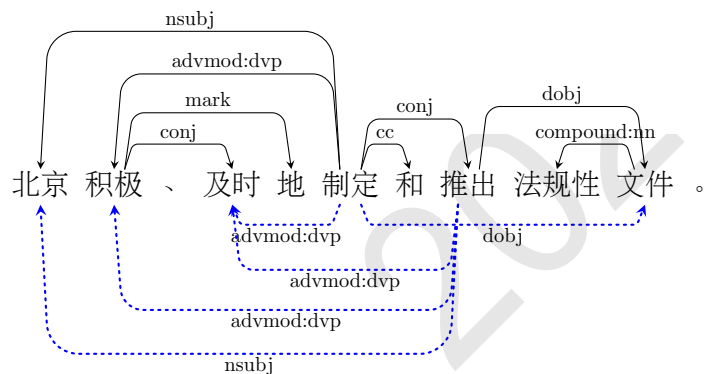 nsubj
advmod:dvp
mark
conj
conj
cc
dobj
compound:nn
北京 积极 、 及时 地 制定 和 推出 法规性 文件 。
advmod:dvp
dobj
advmod:dvp
advmod:dvp
nsubj
202